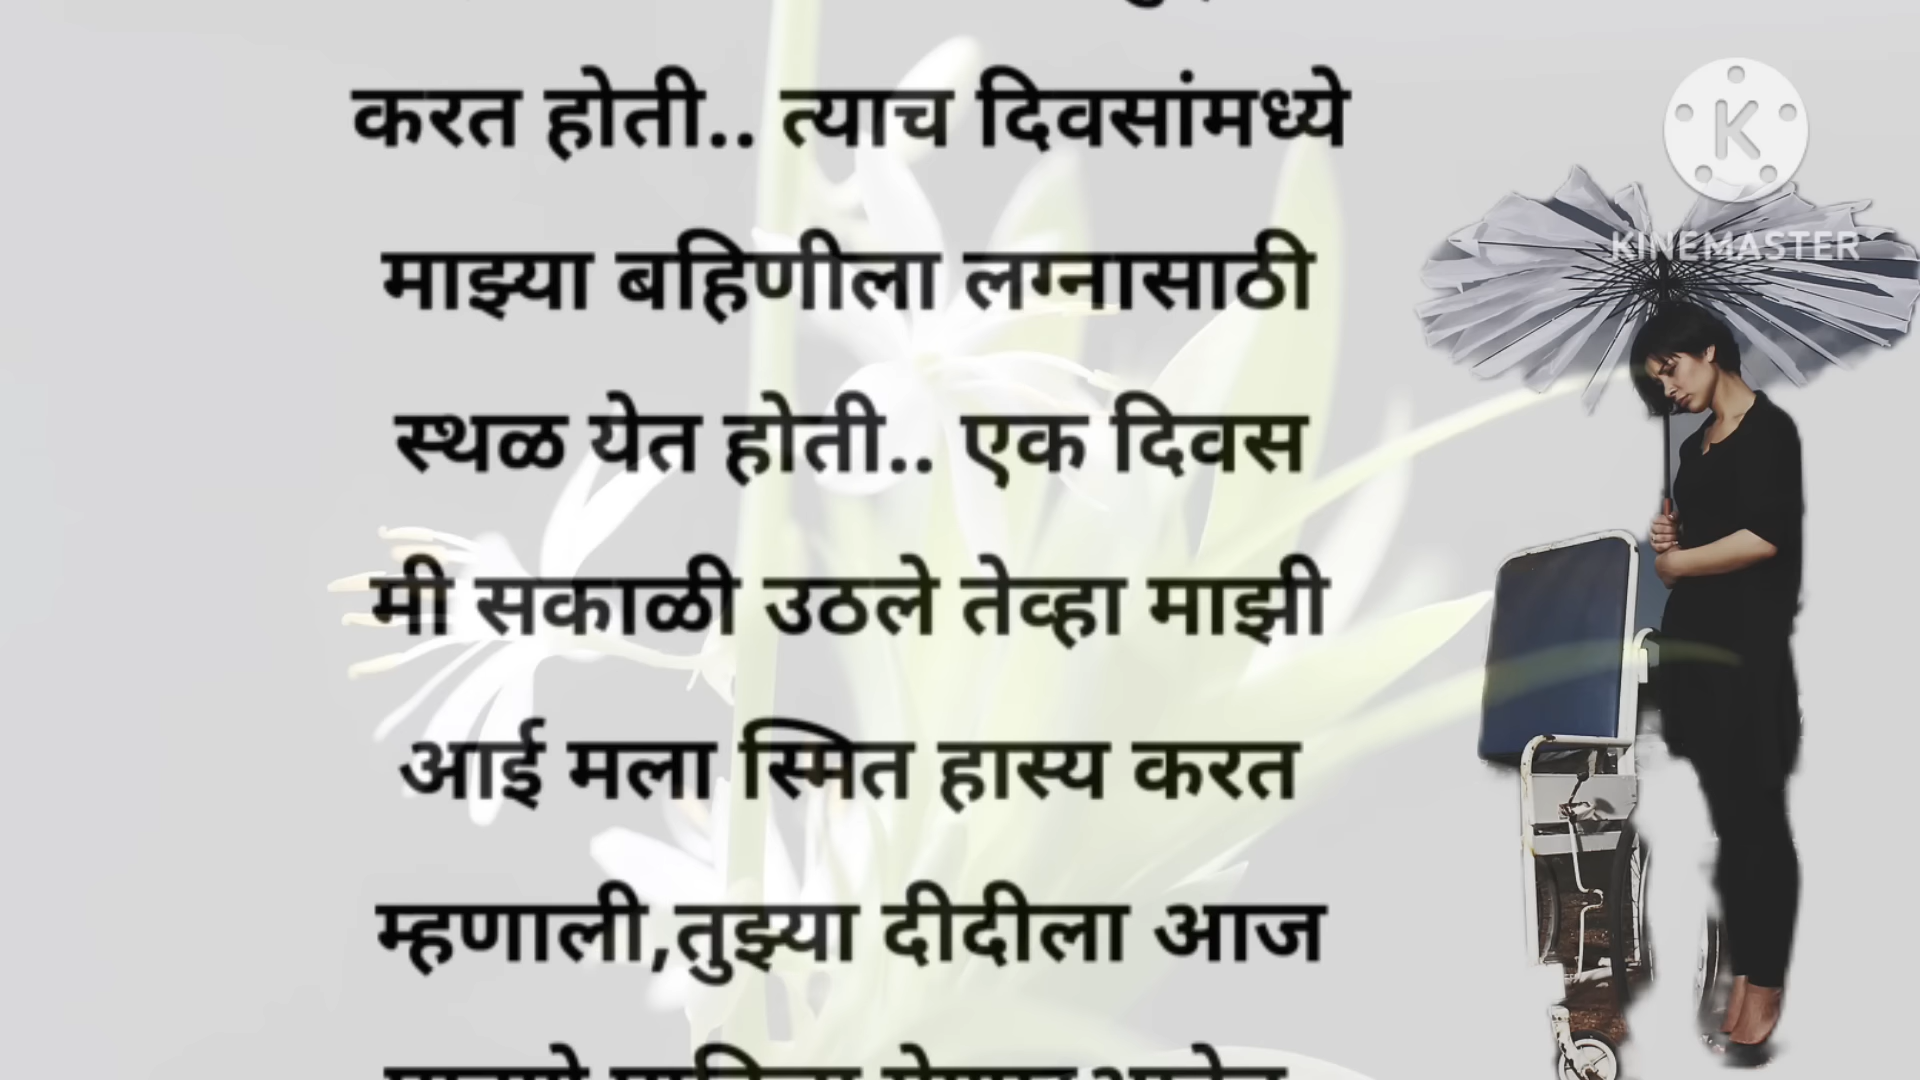 करत होती.. त्याच दिवसांमध्ये
माझ्या बहिणीला लग्नासाठी
स्थळ येत होती.. एक दिवस
मी सकाळी उठले तेव्हा माझी
आई मला स्मित हास्य करत
म्हणाली,तुझ्या दीदीला आज
K
KINEMASTER